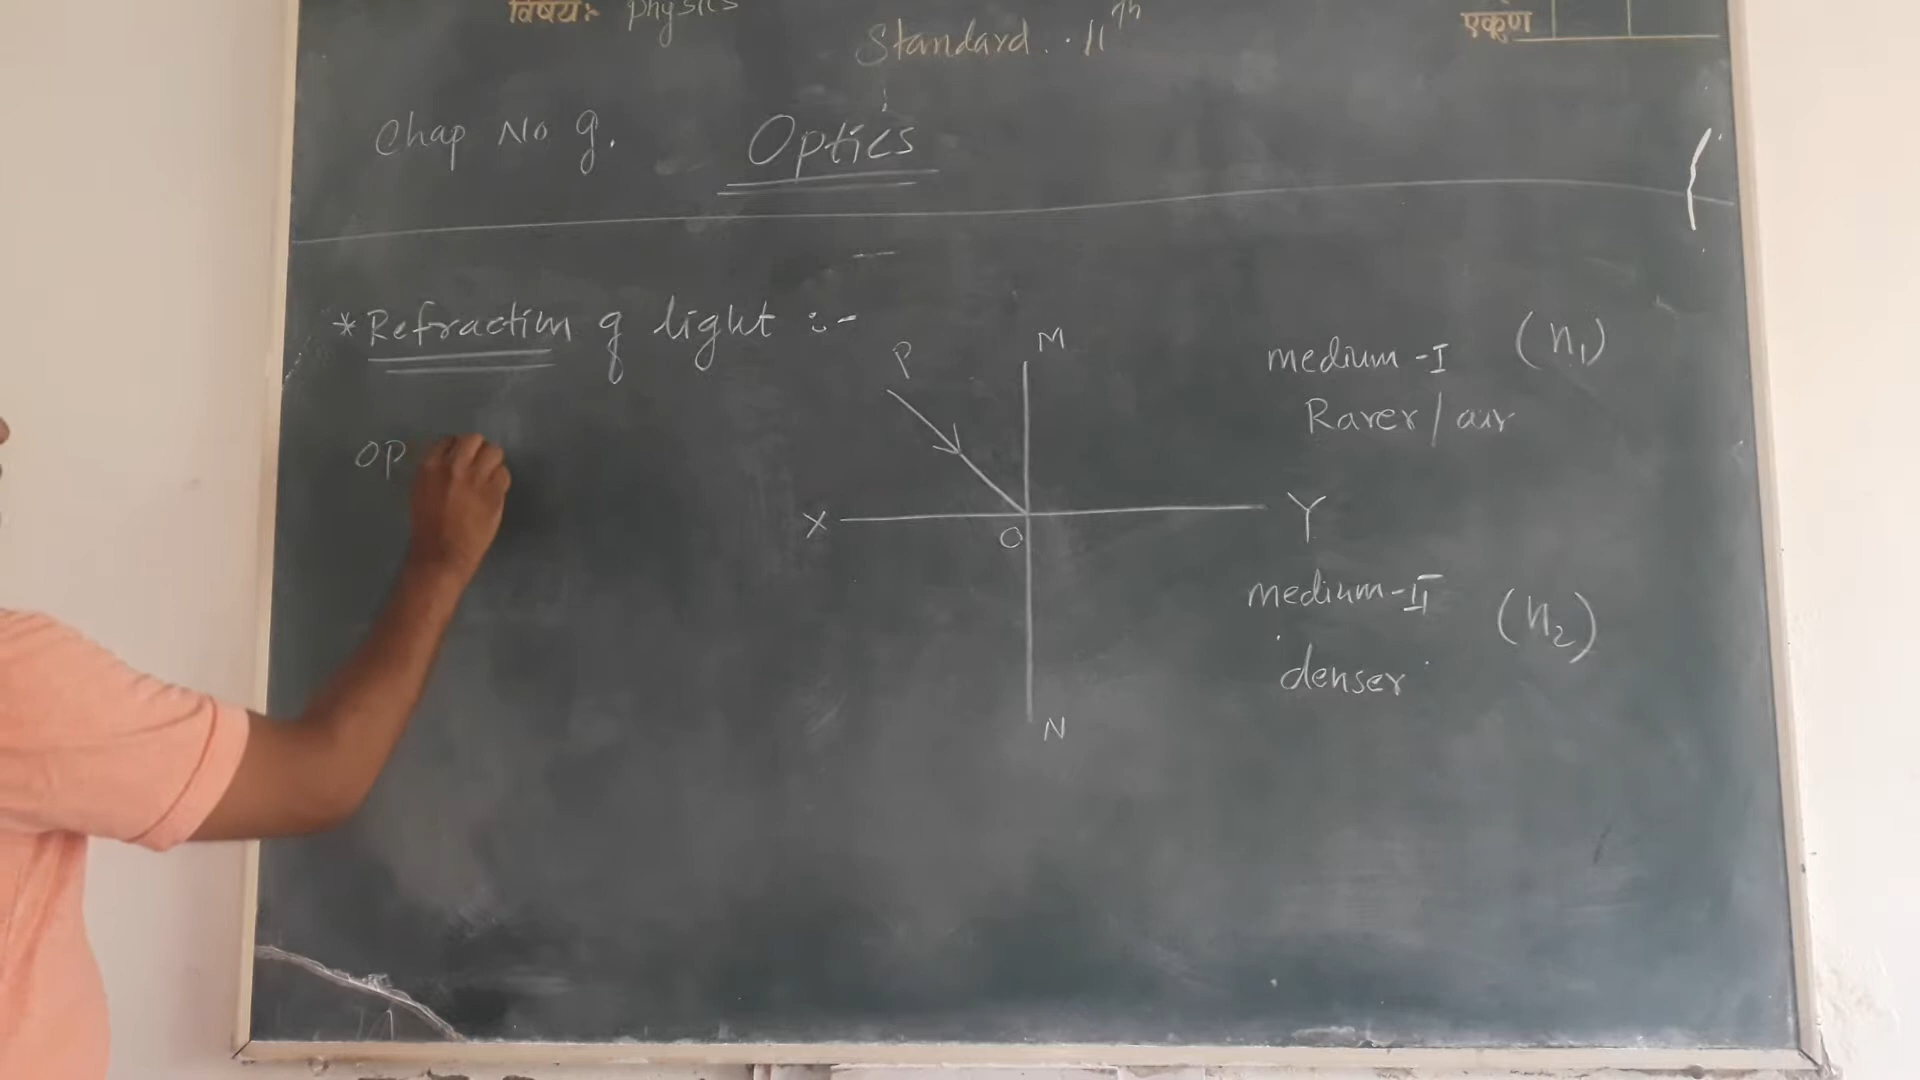 विषय:- physics
Standard. . 11th
एकूण
Chap No 9.
Optics
* Refraction of light :-
P
M
medium - I (n1)
Rarer / air
OP
X
O
Y
medium - II (n2)
denser
N